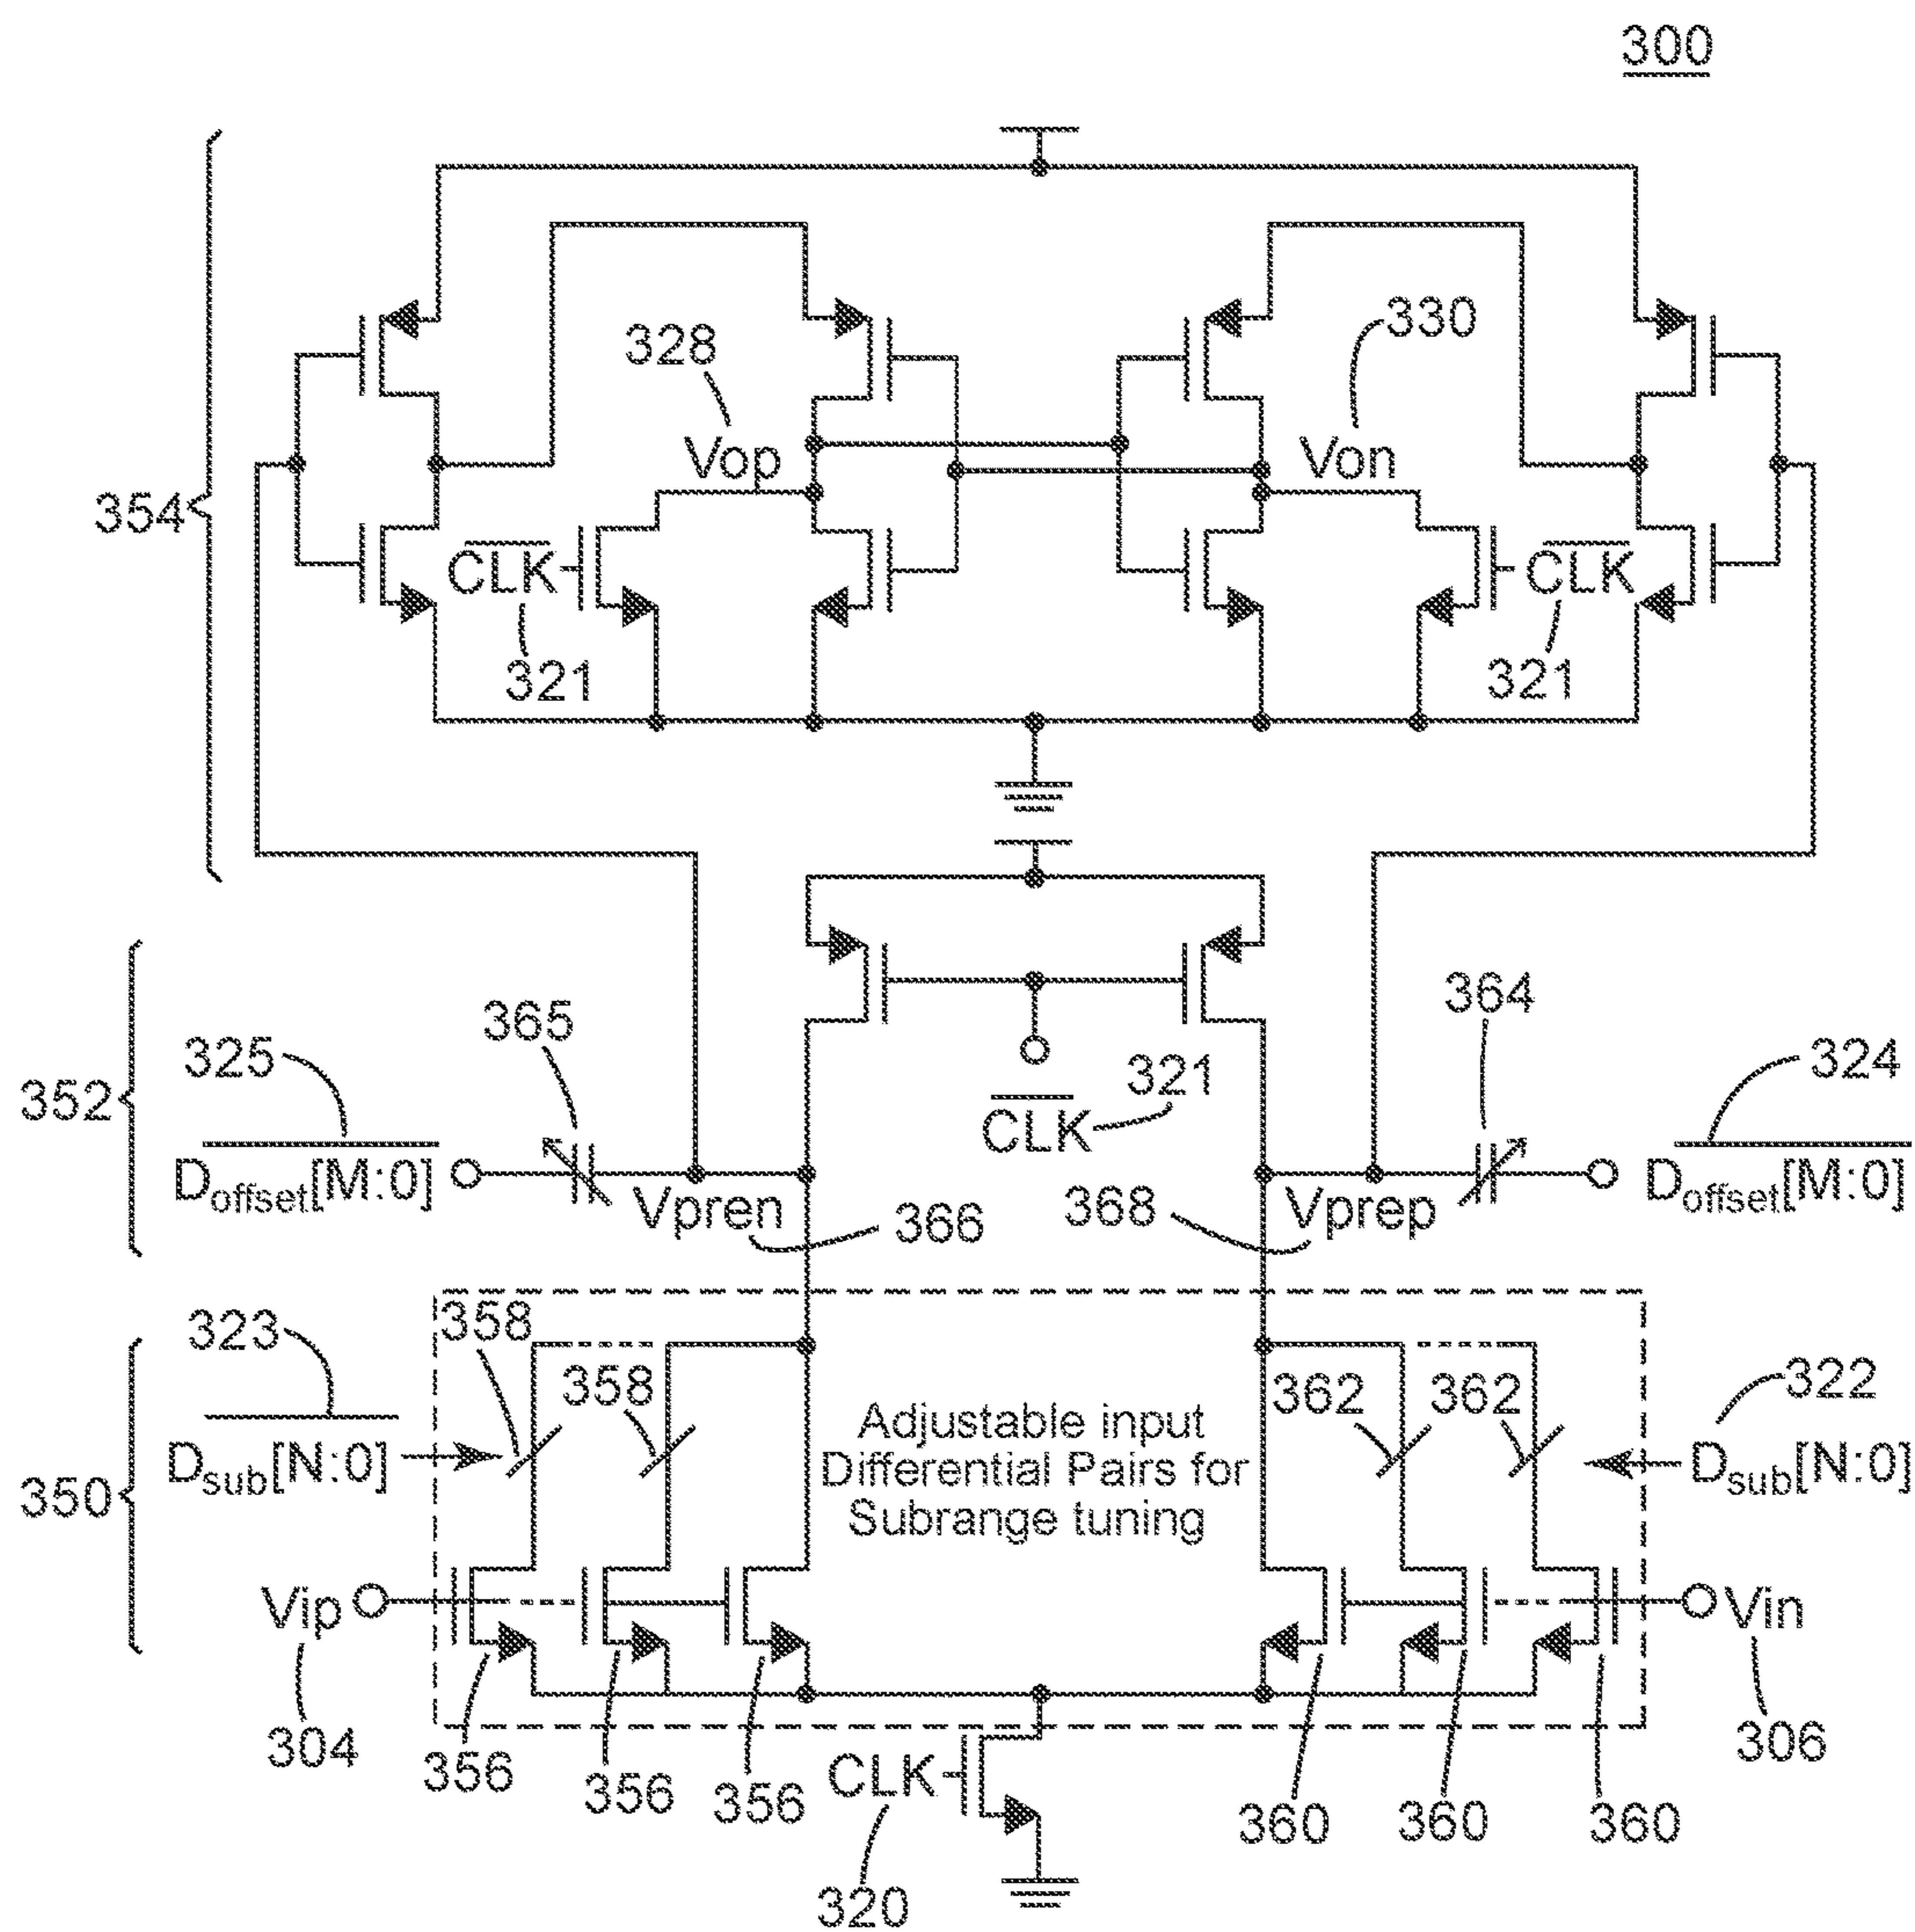 300
328
330
Vop
Von
354
CLK
CLK
321
321
365
364
325
324
321
352
CLK
Doffset[M:0]
Doffset[M:0]
Vpren
366
368
Vprep
323
358
358
362
362
322
Adjustable input
Differential Pairs for
Subrange tuning
Dsub[N:0]
Dsub[N:0]
350
Vip
Vin
304
356
356
356
CLK
360
360
360
306
320